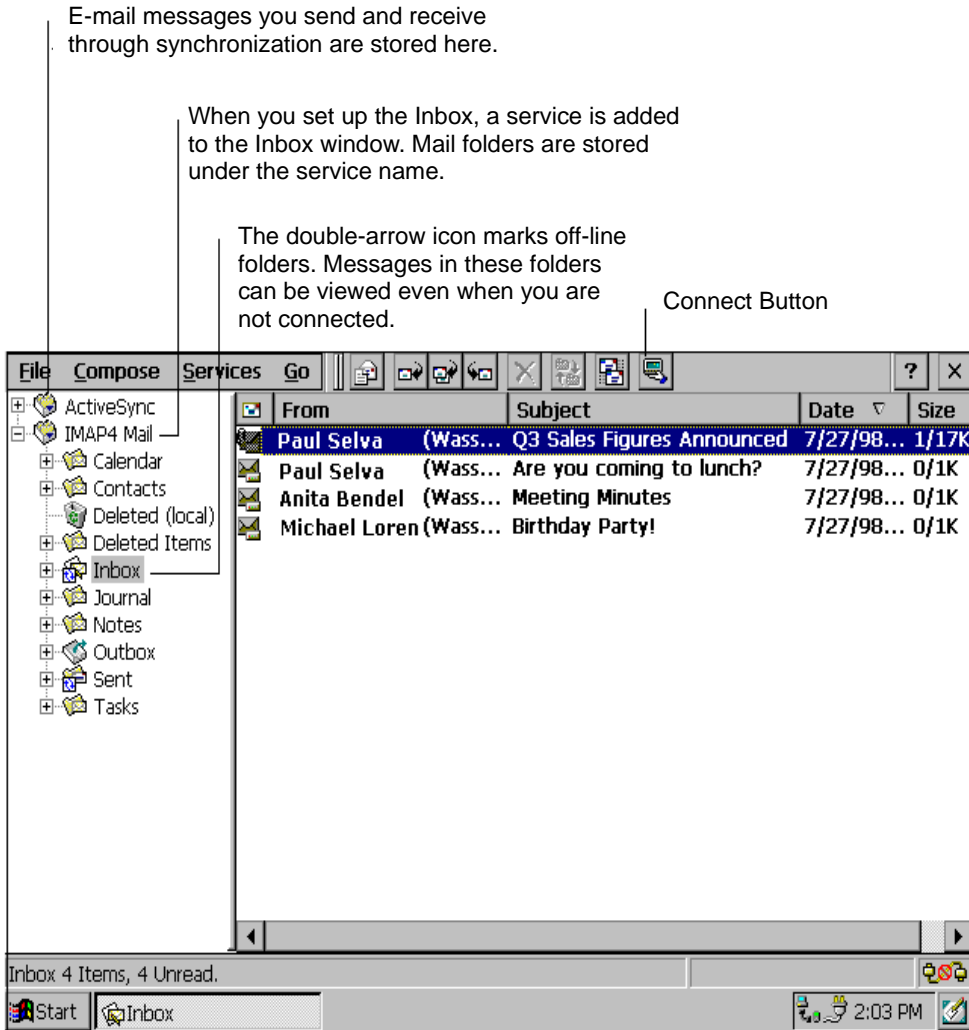 E-mail messages you send and receive
through synchronization are stored here.
When you set up the Inbox, a service is added
to the Inbox window. Mail folders are stored
under the service name.
The double-arrow icon marks off-line
folders. Messages in these folders
can be viewed even when you are
not connected.
Connect Button
File Compose Services Go ? ×
ActiveSync
IMAP4 Mail
Calendar
Contacts
Deleted (local)
Deleted Items
Inbox
Journal
Notes
Outbox
Sent
Tasks
From Subject Date Size
Paul Selva (Wass... Q3 Sales Figures Announced 7/27/98... 1/17K
Paul Selva (Wass... Are you coming to lunch? 7/27/98... 0/1K
Anita Bendel (Wass... Meeting Minutes 7/27/98... 0/1K
Michael Loren (Wass... Birthday Party! 7/27/98... 0/1K
Inbox 4 Items, 4 Unread.
Start Inbox 2:03 PM